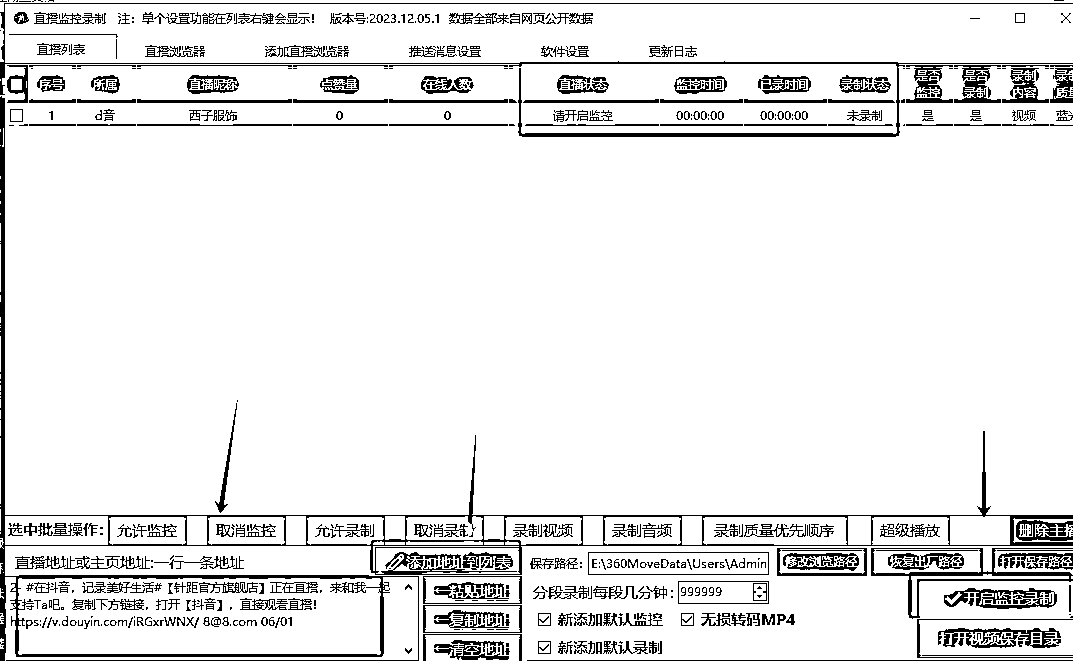 直播监控录制 注：单个设置功能在列表右键会显示！ 版本号:2023.12.05.1 数据全部来自网页公开数据
直播列表 直播浏览器 添加直播浏览器 推送消息设置 软件设置 更新日志
序号 所属 直播昵称 点赞量 在线人数 直播状态 监控时间 已录时间 录制状态 是否监控 是否录制 录制内容
1 d音 西子服饰 0 0 请开启监控 00:00:00 00:00:00 未录制 是 是 视频 蓝
选中批量操作: 允许监控 取消监控 允许录制 取消录制 录制视频 录制音频 录制质量优先顺序 超级播放 删除主播
直播地址或主页地址:一行一条地址 添加地址到列表 保存路径: E:\360MoveData\Users\Admin 修改浏览路径 恢复出厂路径 打开保存路径
2- #在抖音，记录美好生活#【针距官方旗舰店】正在直播，来和我一起
支持Ta吧。复制下方链接，打开【抖音】，直接观看直播！
https://v.douyin.com/iRGxrWNX/ 8@8.com 06/01
粘贴地址
复制地址
清空地址
分段录制每段几分钟: 999999
新添加默认监控 无损转码MP4
新添加默认录制
开启监控录制
打开视频保存目录